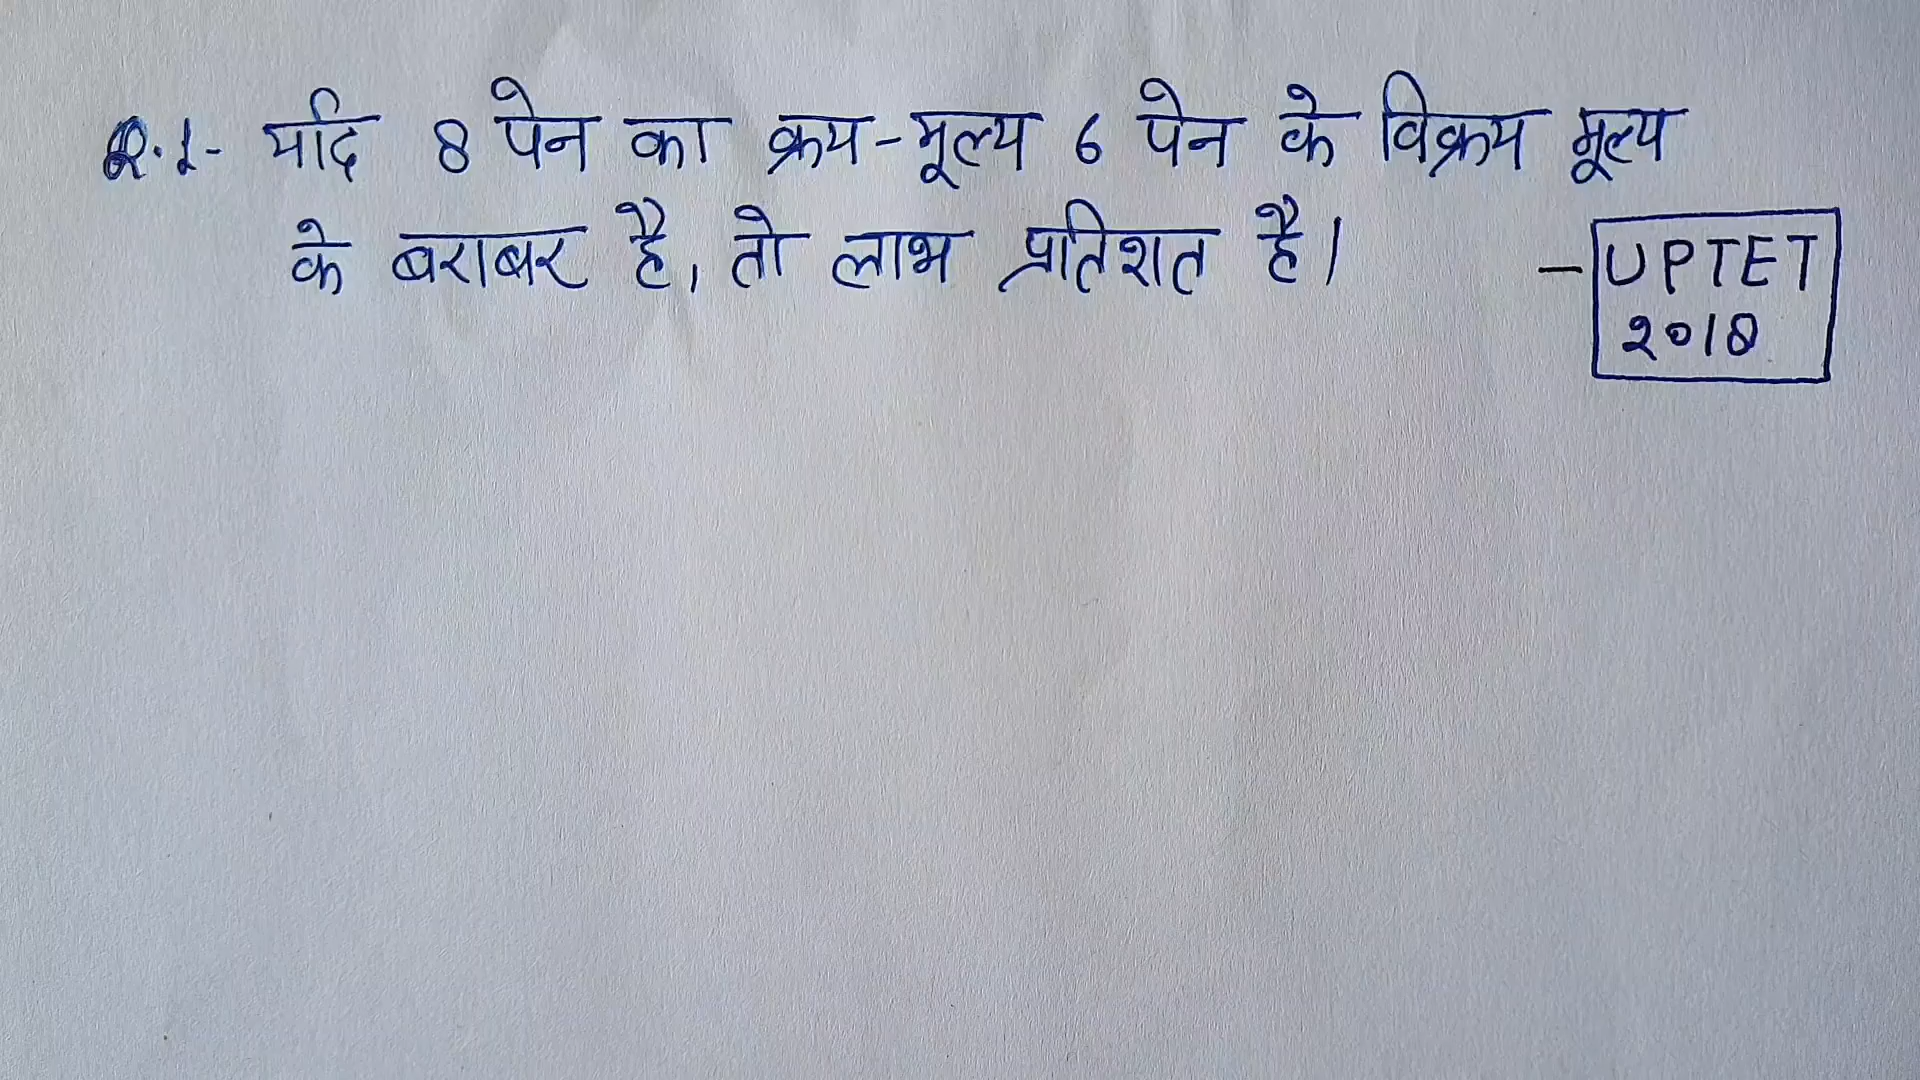 Q.1- यदि 8 पेन का क्रय-मूल्य 6 पेन के विक्रय मूल्य
के बराबर है, तो लाभ प्रतिशत है।
- UPTET
2018